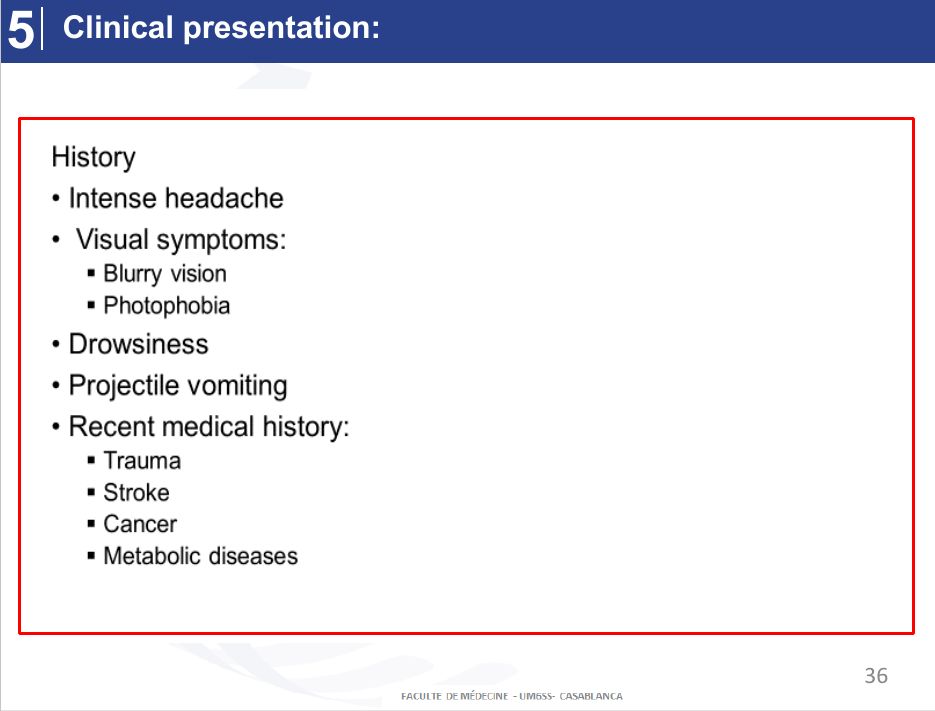 5 Clinical presentation:
History
• Intense headache
• Visual symptoms:
▪ Blurry vision
▪ Photophobia
• Drowsiness
• Projectile vomiting
• Recent medical history:
▪ Trauma
▪ Stroke
▪ Cancer
▪ Metabolic diseases
36
FACULTE DE MÉDECINE - UM6SS- CASABLANCA